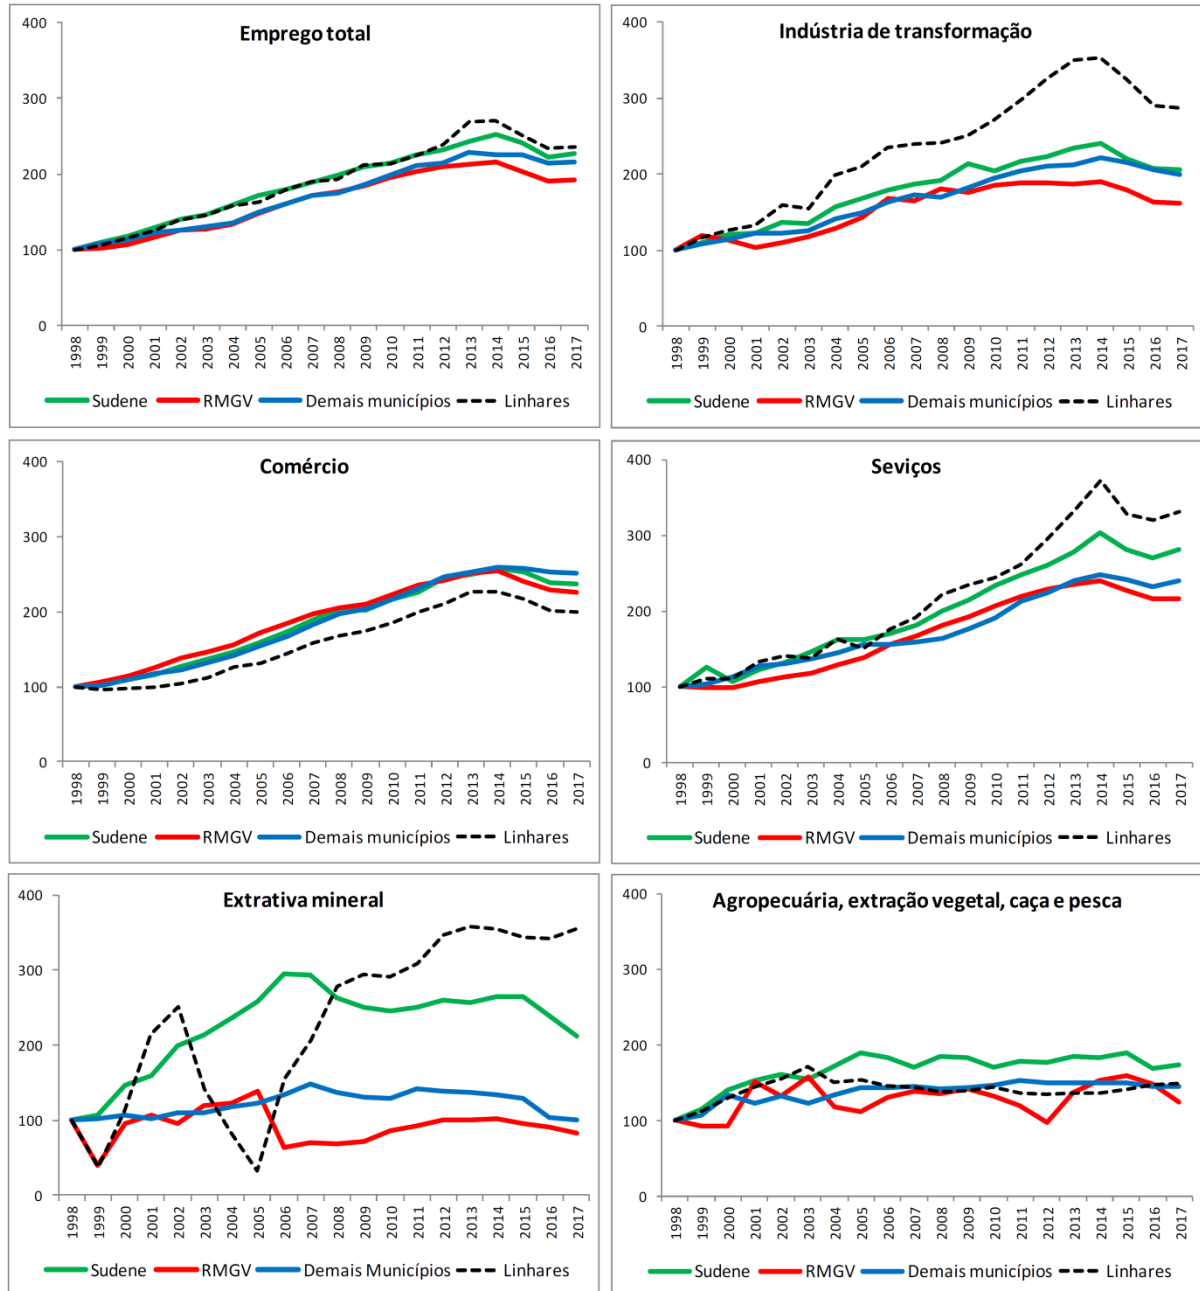 Emprego total
400
300
200
100
0
1998 1999 2000 2001 2002 2003 2004 2005 2006 2007 2008 2009 2010 2011 2012 2013 2014 2015 2016 2017
Sudene RMGV Demais municípios Linhares
Indústria de transformação
400
300
200
100
0
1998 1999 2000 2001 2002 2003 2004 2005 2006 2007 2008 2009 2010 2011 2012 2013 2014 2015 2016 2017
Sudene RMGV Demais municípios Linhares
Comércio
400
300
200
100
0
1998 1999 2000 2001 2002 2003 2004 2005 2006 2007 2008 2009 2010 2011 2012 2013 2014 2015 2016 2017
Sudene RMGV Demais municípios Linhares
Seviços
400
300
200
100
0
1998 1999 2000 2001 2002 2003 2004 2005 2006 2007 2008 2009 2010 2011 2012 2013 2014 2015 2016 2017
Sudene RMGV Demais municípios Linhares
Extrativa mineral
400
300
200
100
0
1998 1999 2000 2001 2002 2003 2004 2005 2006 2007 2008 2009 2010 2011 2012 2013 2014 2015 2016 2017
Sudene RMGV Demais Municípios Linhares
Agropecuária, extração vegetal, caça e pesca
400
300
200
100
0
1998 1999 2000 2001 2002 2003 2004 2005 2006 2007 2008 2009 2010 2011 2012 2013 2014 2015 2016 2017
Sudene RMGV Demais municípios Linhares